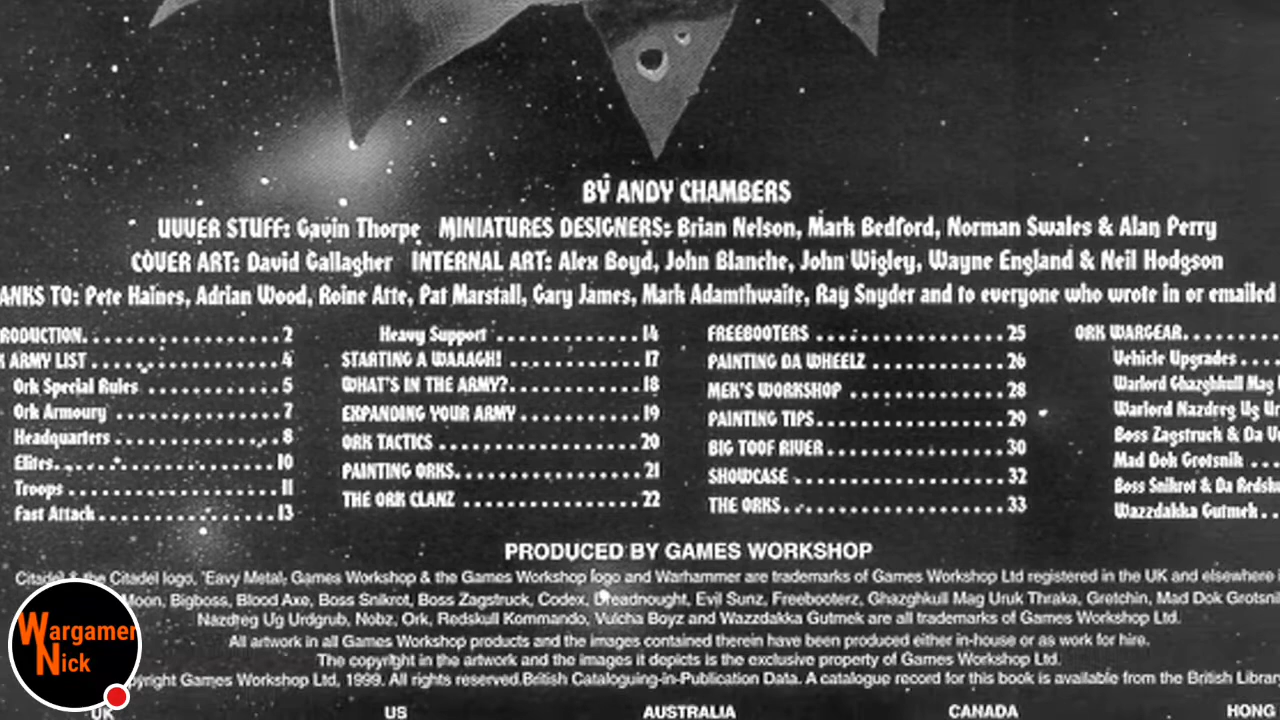 BY ANDY CHAMBERS
UVVER STUFF: Gavin Thorpe MINIATURES DESIGNERS: Brian Nelson, Mark Bedford, Norman Swales & Alan Perry
COVER ART: David Gallagher INTERNAL ART: Alex Boyd, John Blanche, John Wigley, Wayne England & Neil Hodgson
ANKS TO: Pete Haines, Adrian Wood, Roine Atte, Pat Marstall, Gary James, Mark Adamthwaite, Ray Snyder and to everyone who wrote in or emailed
RODUCTION. 2
K ARMY LIST 4
Ork Special Rules 5
Ork Armoury 7
Headquarters 8
Elites. 10
Troops 11
Fast Attack 13
Heavy Support 14
STARTING A WAAAGH! 17
WHAT'S IN THE ARMY? 18
EXPANDING YOUR ARMY 19
ORK TACTICS 20
PAINTING ORKS. 21
THE ORK CLANZ 22
FREEBOOTERS 25
PAINTING DA WHEELZ 26
MEK'S WORKSHOP 28
PAINTING TIPS 29
BIG TOOF RIVER 30
SHOWCASE 32
THE ORKS 33
ORK WARGEAR
Vehicle Upgrades
Warlord Ghazghkull Mag
Warlord Nazdreg Ug Ur
Boss Zagstruck & Da Vu
Mad Dok Grotsnik
Boss Snikrot & Da Redsku
Wazzdakka Gutmek
PRODUCED BY GAMES WORKSHOP
Citadel & the Citadel logo, 'Eavy Metal, Games Workshop & the Games Workshop logo and Warhammer are trademarks of Games Workshop Ltd registered in the UK and elsewhere
Moon, Bigboss, Blood Axe, Boss Snikrot, Boss Zagstruck, Codex, Dreadnought, Evil Sunz, Freebooterz, Ghazghkull Mag Uruk Thraka, Gretchin, Mad Dok Grotsni
Nazdreg Ug Urdgrub, Nobz, Ork, Redskull Kommando, Vulcha Boyz and Wazzdakka Gutmek are all trademarks of Games Workshop Ltd.
All artwork in all Games Workshop products and the images contained therein have been produced either in-house or as work for hire.
The copyright in the artwork and the images it depicts is the exclusive property of Games Workshop Ltd.
yright Games Workshop Ltd, 1999. All rights reserved.British Cataloguing-in-Publication Data. A catalogue record for this book is available from the British Library
UK US AUSTRALIA CANADA HONG
Wargamer
Nick